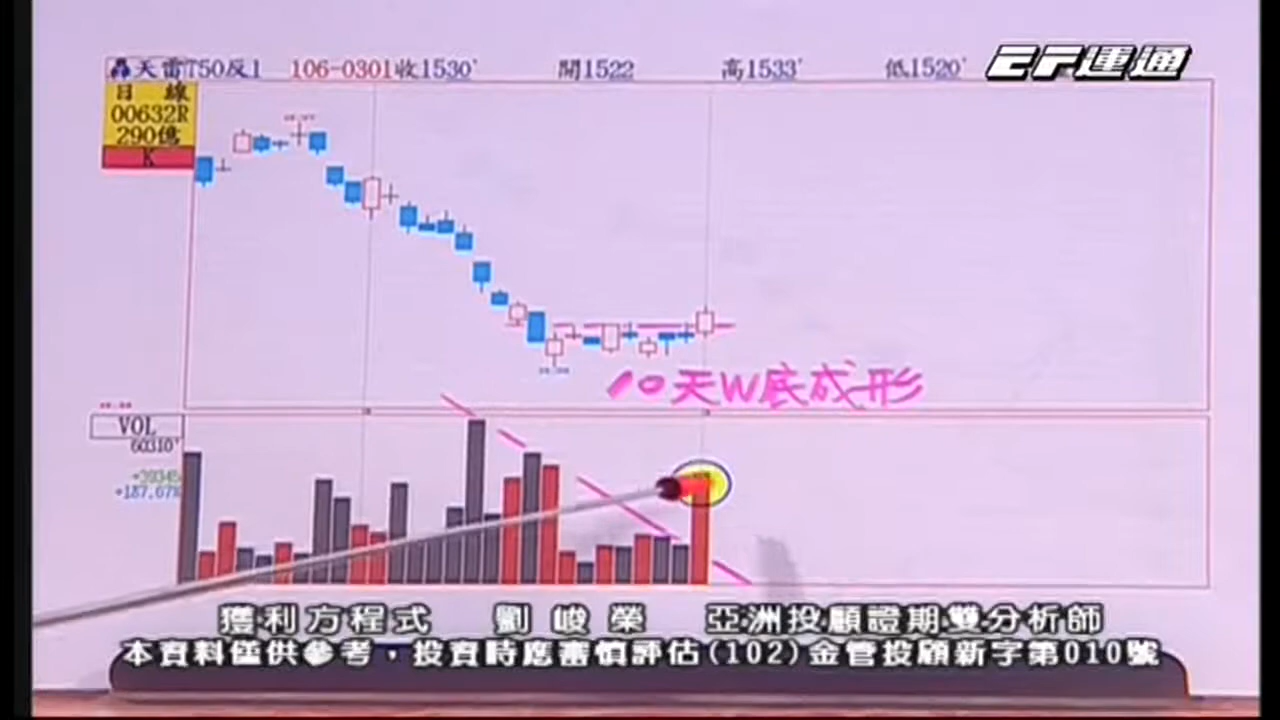 EF運通
天雷T50反1 106-0301收1530' 開1522 高1533' 低1520'
日 線
00632R
290億
K
10天W底成形
VOL
60310'
+39345
+187.67%
獲利方程式 劉峻榮 亞洲投顧證期雙分析師
本資料僅供參考,投資時應審慎評估(102)金管投顧新字第010號